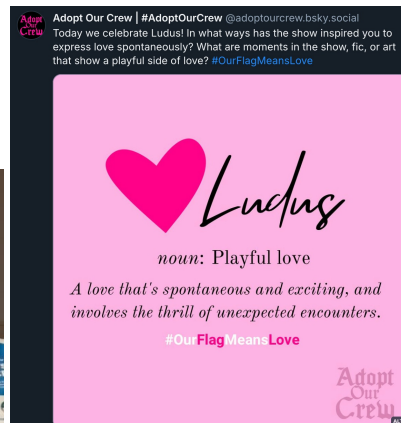 Adopt Our Crew
Adopt Our Crew | #AdoptOurCrew @adoptourcrew.bsky.social
Today we celebrate Ludus! In what ways has the show inspired you to
express love spontaneously? What are moments in the show, fic, or art
that show a playful side of love? #OurFlagMeansLove
Ludus
noun: Playful love
A love that's spontaneous and exciting, and
involves the thrill of unexpected encounters.
#OurFlagMeansLove
Adopt
Our
Crew